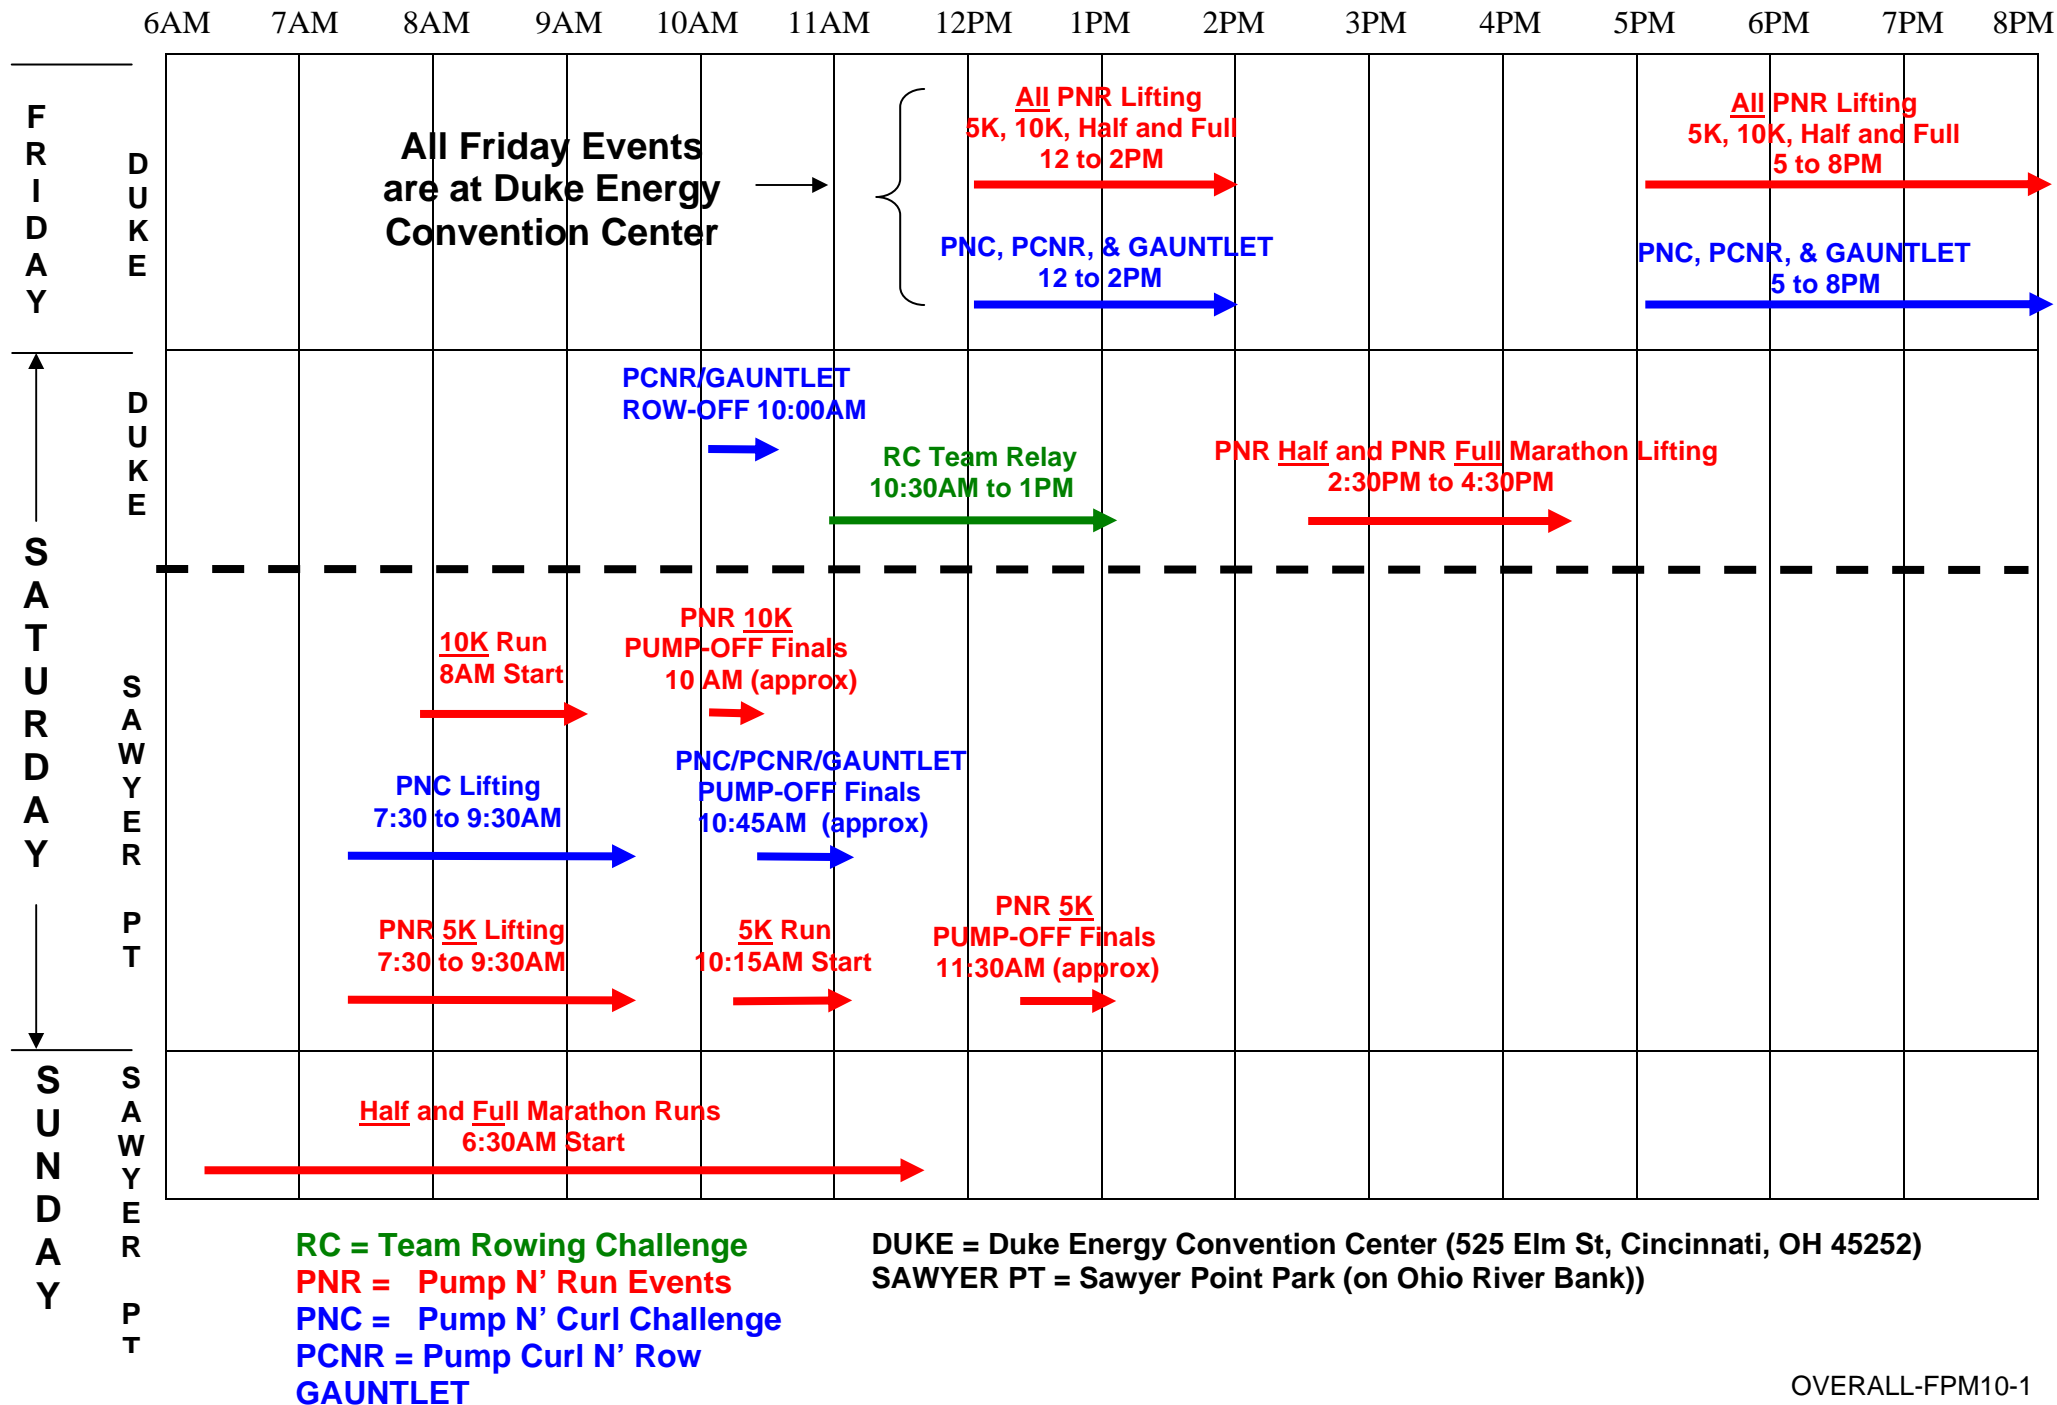 6AM 7AM 8AM 9AM 10AM 11AM 12PM 1PM 2PM 3PM 4PM 5PM 6PM 7PM 8PM
FRIDAY
DUKE
All Friday Events
are at Duke Energy
Convention Center
All PNR Lifting
5K, 10K, Half and Full
12 to 2PM
PNC, PCNR, & GAUNTLET
12 to 2PM
All PNR Lifting
5K, 10K, Half and Full
5 to 8PM
PNC, PCNR, & GAUNTLET
5 to 8PM
SATURDAY
DUKE
PCNR/GAUNTLET
ROW-OFF 10:00AM
RC Team Relay
10:30AM to 1PM
PNR Half and PNR Full Marathon Lifting
2:30PM to 4:30PM
SAWYER PT
10K Run
8AM Start
PNR 10K
PUMP-OFF Finals
10 AM (approx)
PNC Lifting
7:30 to 9:30AM
PNC/PCNR/GAUNTLET
PUMP-OFF Finals
10:45AM (approx)
PNR 5K Lifting
7:30 to 9:30AM
5K Run
10:15AM Start
PNR 5K
PUMP-OFF Finals
11:30AM (approx)
SUNDAY
SAWYER PT
Half and Full Marathon Runs
6:30AM Start
RC = Team Rowing Challenge
PNR = Pump N’ Run Events
PNC = Pump N’ Curl Challenge
PCNR = Pump Curl N’ Row
GAUNTLET
DUKE = Duke Energy Convention Center (525 Elm St, Cincinnati, OH 45252)
SAWYER PT = Sawyer Point Park (on Ohio River Bank))
OVERALL-FPM10-1